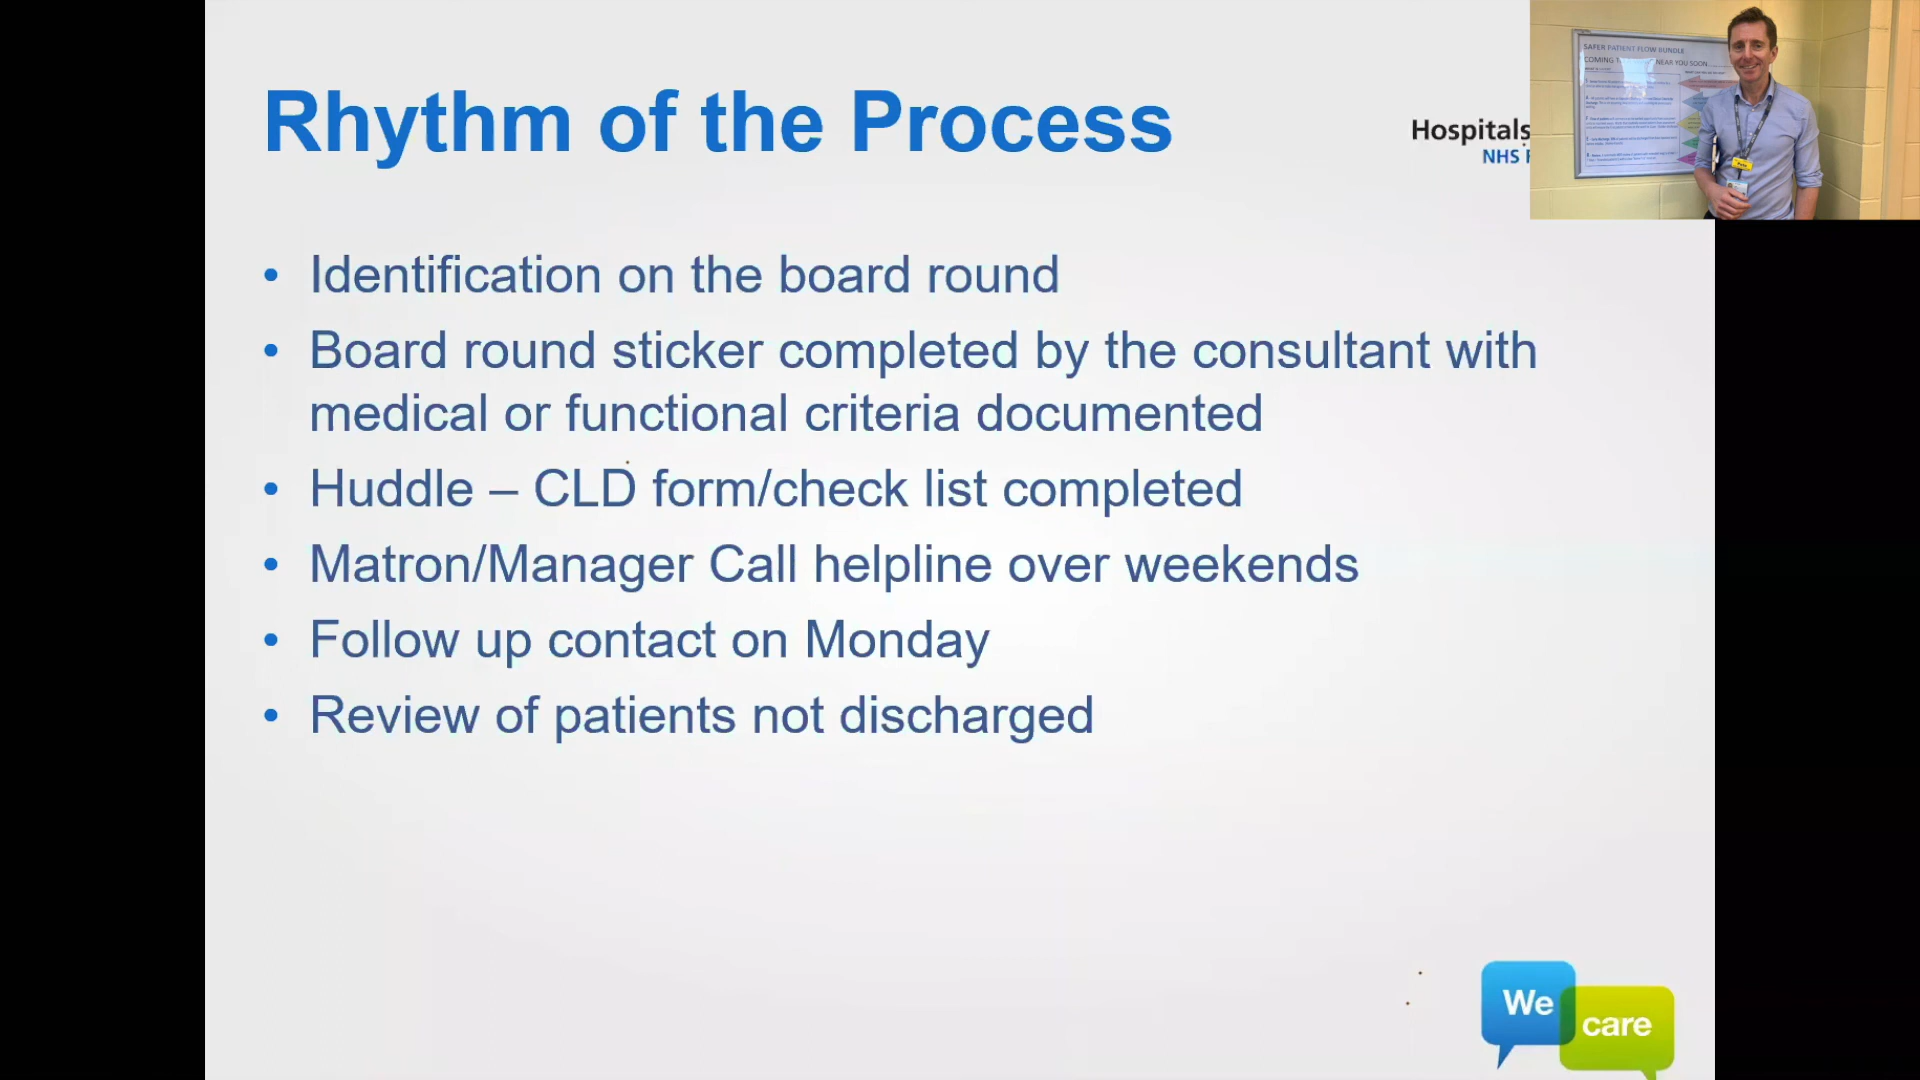 Rhythm of the Process
Hospitals
NHS
SAFER PATIENT FLOW BUNDLE
COMING
NEAR YOU SOON
• Identification on the board round
• Board round sticker completed by the consultant with
medical or functional criteria documented
• Huddle – CLD form/check list completed
• Matron/Manager Call helpline over weekends
• Follow up contact on Monday
• Review of patients not discharged
We
care